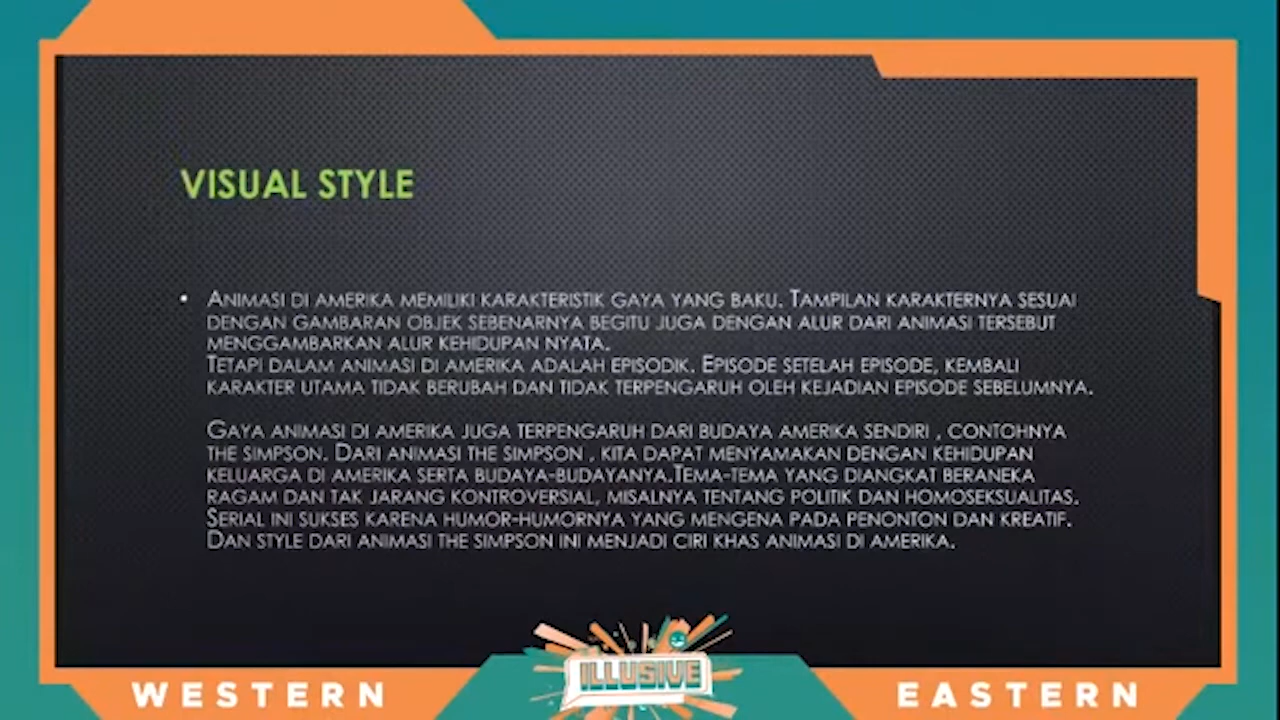 VISUAL STYLE
• ANIMASI DI AMERIKA MEMILIKI KARAKTERISTIK GAYA YANG BAKU. TAMPILAN KARAKTERNYA SESUAI
DENGAN GAMBARAN OBJEK SEBENARNYA BEGITU JUGA DENGAN ALUR DARI ANIMASI TERSEBUT
MENGGAMBARKAN ALUR KEHIDUPAN NYATA.
TETAPI DALAM ANIMASI DI AMERIKA ADALAH EPISODIK. EPISODE SETELAH EPISODE, KEMBALI
KARAKTER UTAMA TIDAK BERUBAH DAN TIDAK TERPENGARUH OLEH KEJADIAN EPISODE SEBELUMNYA.
GAYA ANIMASI DI AMERIKA JUGA TERPENGARUH DARI BUDAYA AMERIKA SENDIRI , CONTOHNYA
THE SIMPSON. DARI ANIMASI THE SIMPSON , KITA DAPAT MENYAMAKAN DENGAN KEHIDUPAN
KELUARGA DI AMERIKA SERTA BUDAYA-BUDAYANYA.TEMA-TEMA YANG DIANGKAT BERANEKA
RAGAM DAN TAK JARANG KONTROVERSIAL, MISALNYA TENTANG POLITIK DAN HOMOSEKSUALITAS.
SERIAL INI SUKSES KARENA HUMOR-HUMORNYA YANG MENGENA PADA PENONTON DAN KREATIF.
DAN STYLE DARI ANIMASI THE SIMPSON INI MENJADI CIRI KHAS ANIMASI DI AMERIKA.
WESTERN
ILLUSIVE
EASTERN